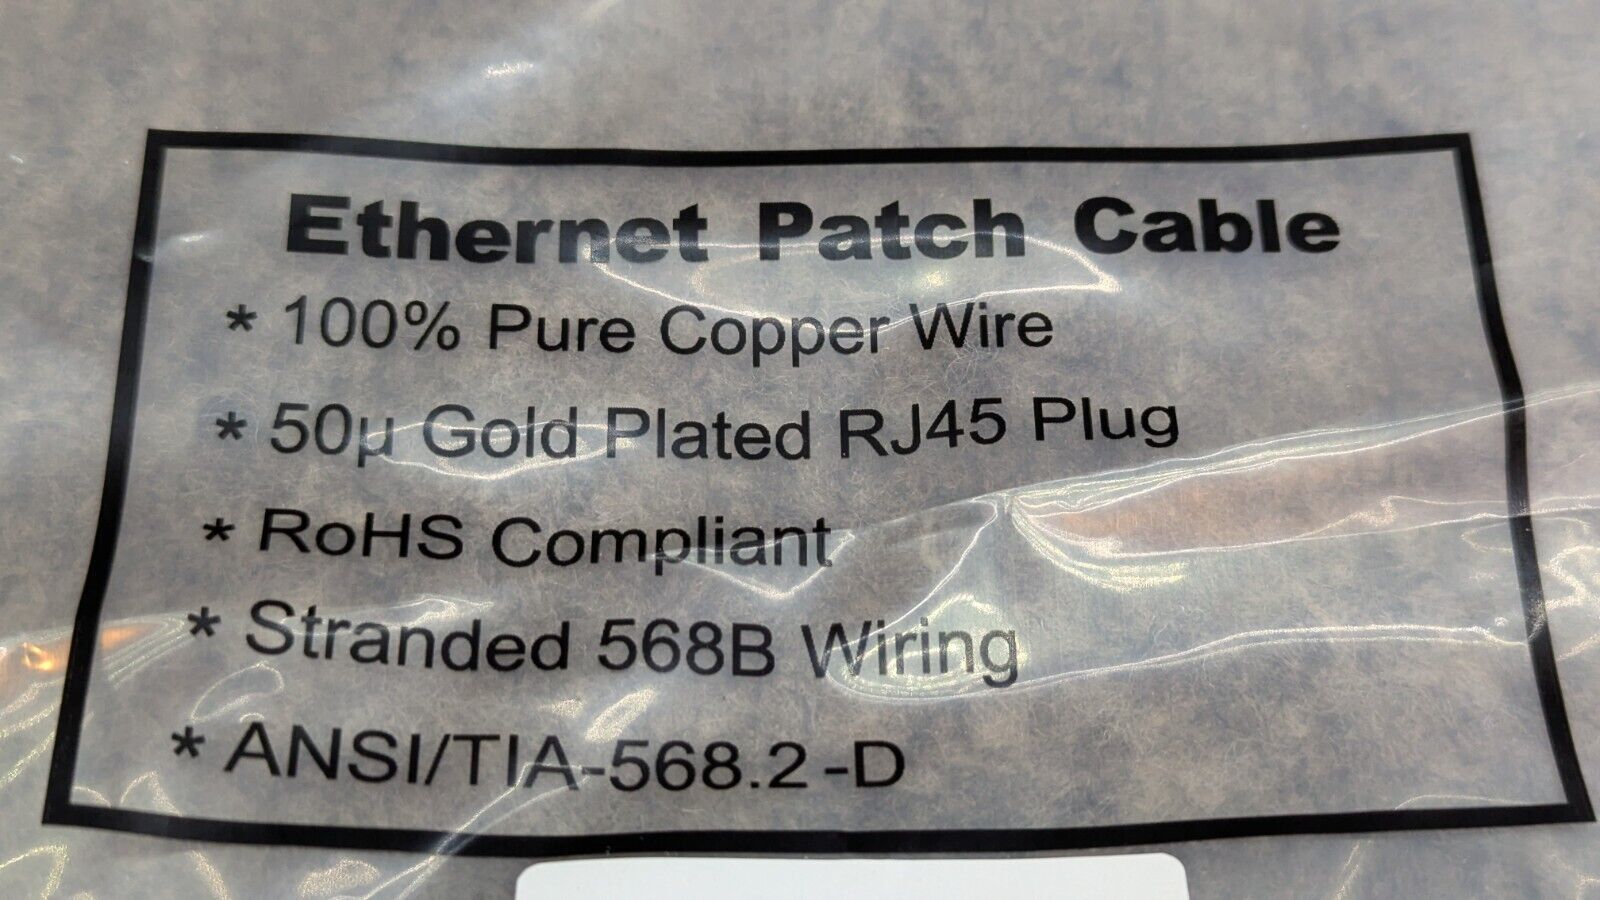 Ethernet Patch Cable
* 100% Pure Copper Wire
* 50µ Gold Plated RJ45 Plug
* RoHS Compliant
* Stranded 568B Wiring
* ANSI/TIA-568.2-D